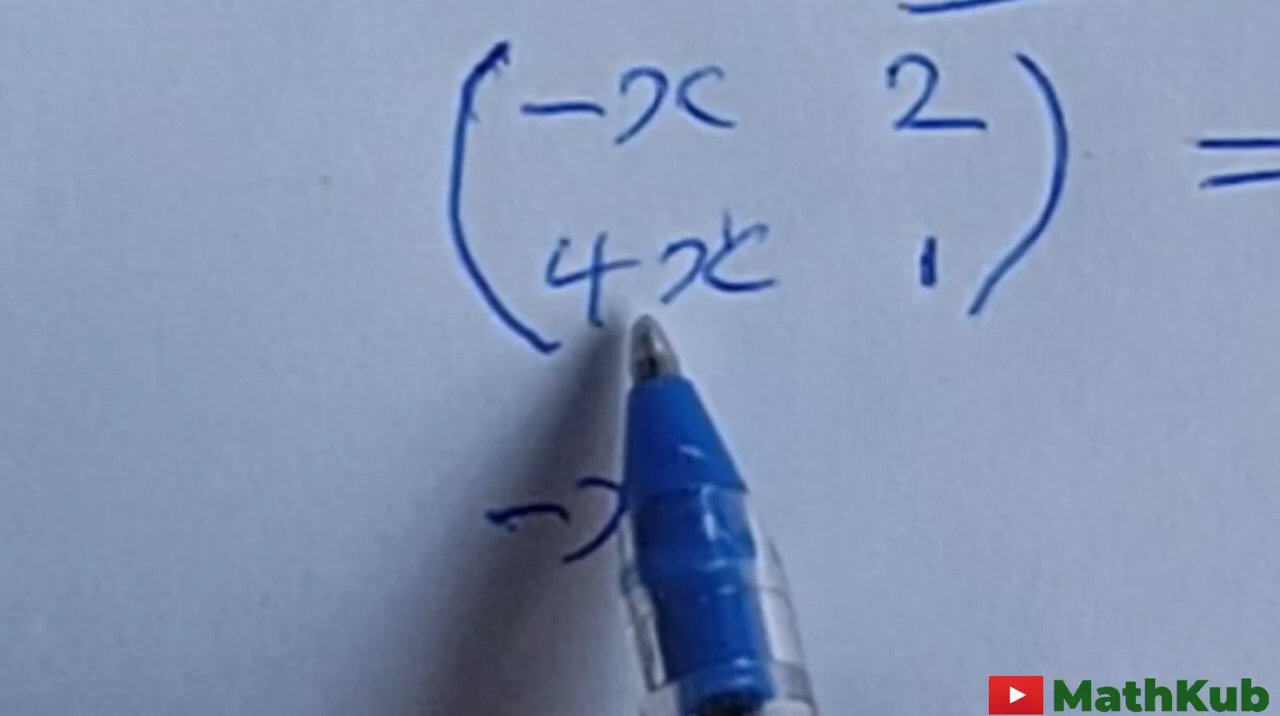 (-x 2) =
(4x 1)
-x
MathKub